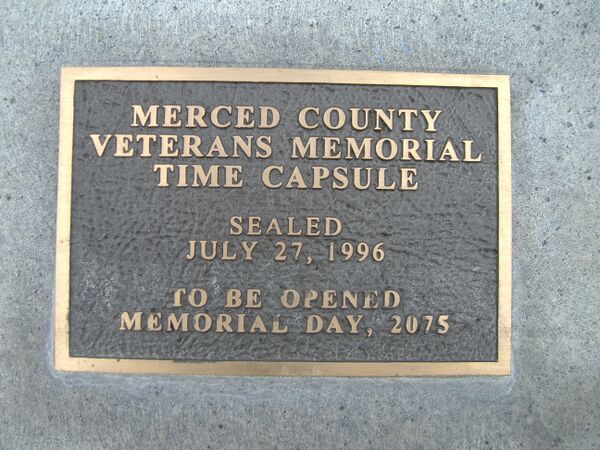 MERCED COUNTY
VETERANS MEMORIAL
TIME CAPSULE
SEALED
JULY 27, 1996
TO BE OPENED
MEMORIAL DAY, 2075